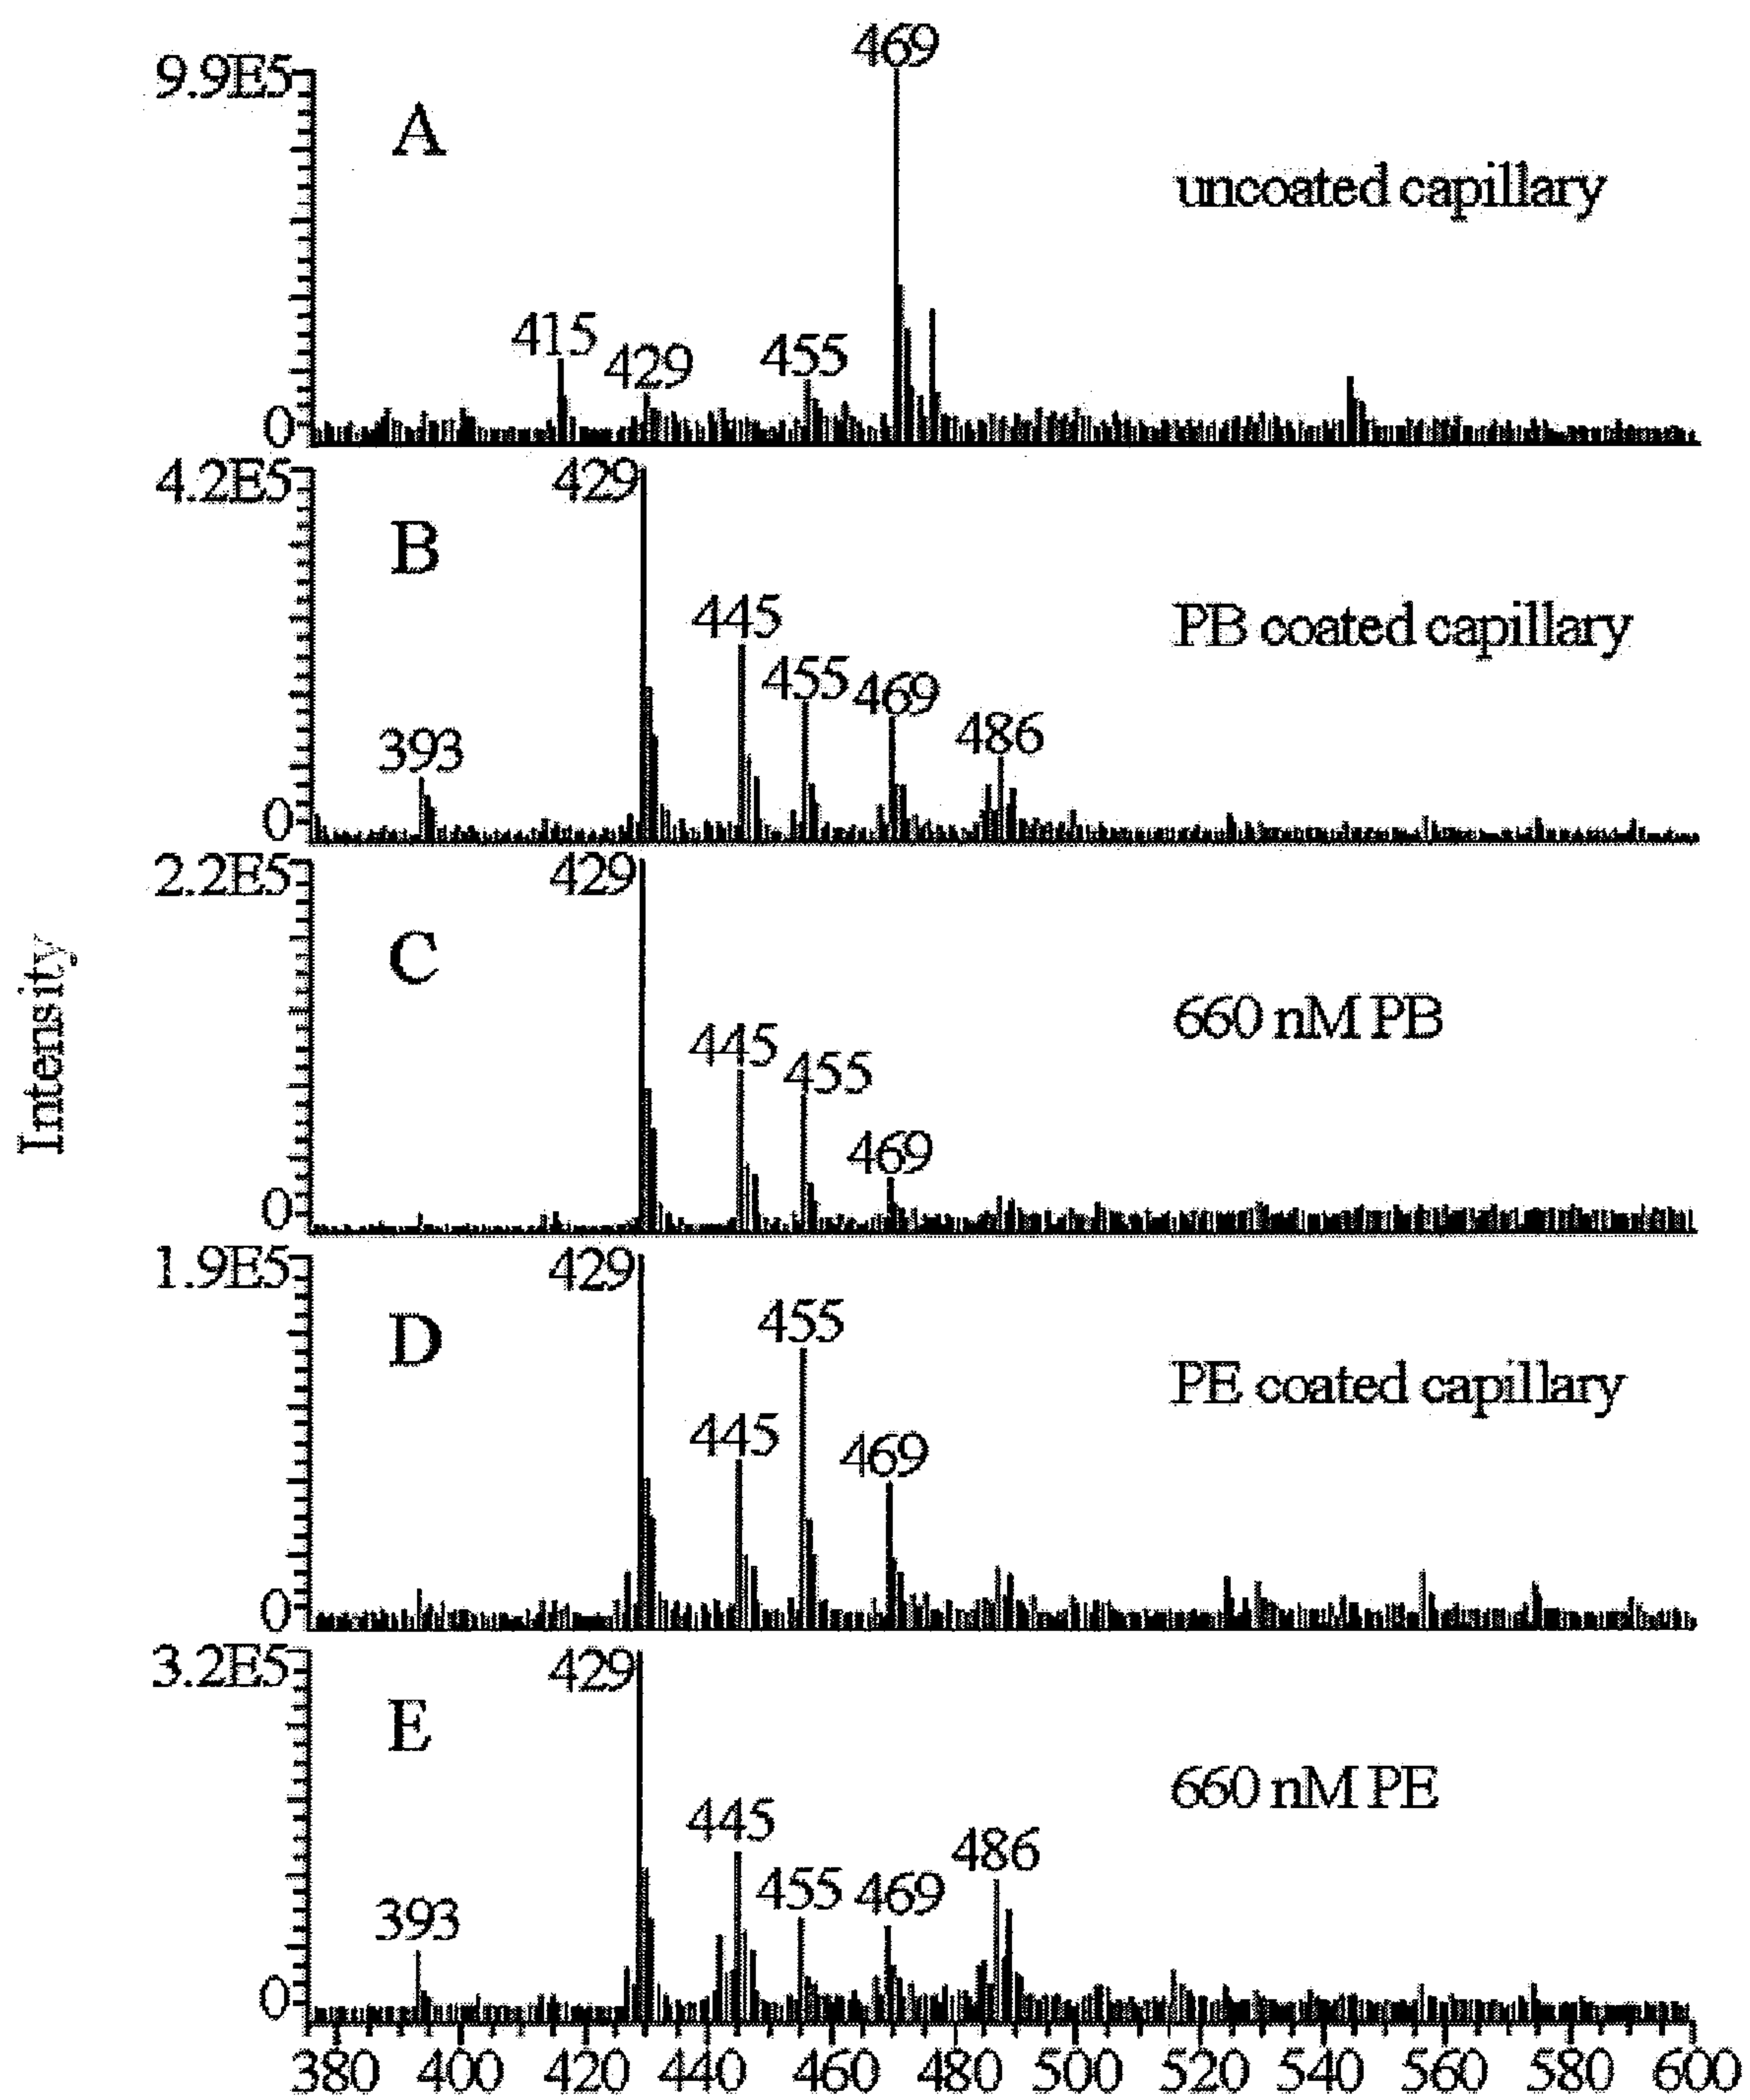 469
9.9E5
A
uncoated capillary
415
429
455
0
4.2E5
429
B
445
PB coated capillary
455
469
486
393
0
2.2E5
429
C
660 nM PB
445
455
469
0
Intensity
1.9E5
429
D
455
PE coated capillary
445
469
0
3.2E5
429
E
660 nM PE
445
486
455
469
393
0
380 400 420 440 460 480 500 520 540 560 580 600